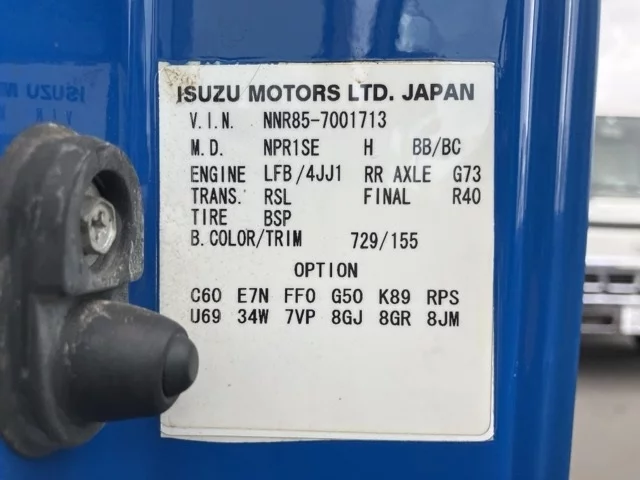 ISUZU MOTORS LTD. JAPAN
V.I.N. NNR85-7001713
M.D. NPR1SE H BB/BC
ENGINE LFB/4JJ1 RR AXLE G73
TRANS. RSL FINAL R40
TIRE BSP
B.COLOR/TRIM 729/155
OPTION
C60 E7N FF0 G50 K89 RPS
U69 34W 7VP 8GJ 8GR 8JM